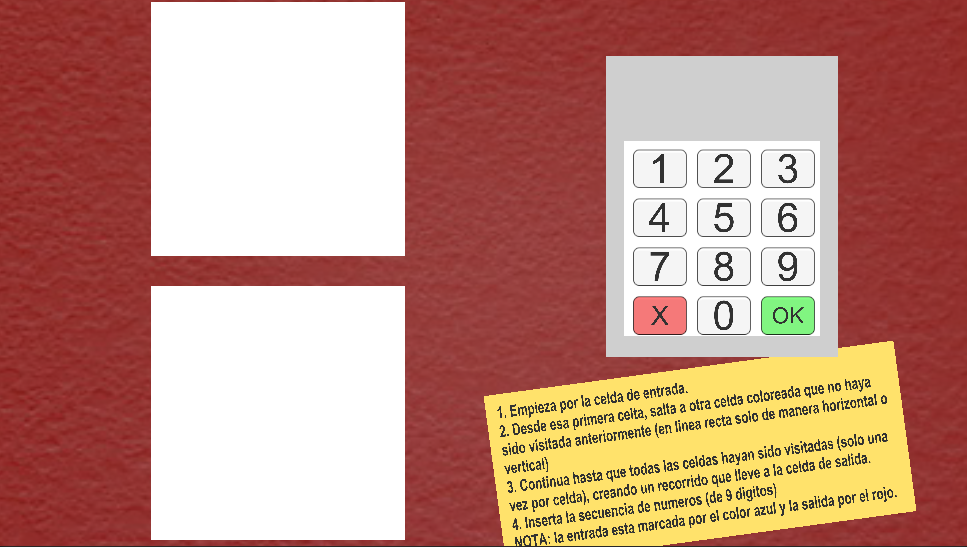 1 2 3
4 5 6
7 8 9
X 0 OK
1. Empieza por la celda de entrada.
2. Desde esa primera celta, salta a otra celda coloreada que no haya
sido visitada anteriormente (en linea recta solo de manera horizontal o
vertical)
3. Continua hasta que todas las celdas hayan sido visitadas (solo una
vez por celda), creando un recorrido que lleve a la celda de salida.
4. Inserta la secuencia de numeros (de 9 digitos)
NOTA: la entrada esta marcada por el color azul y la salida por el rojo.